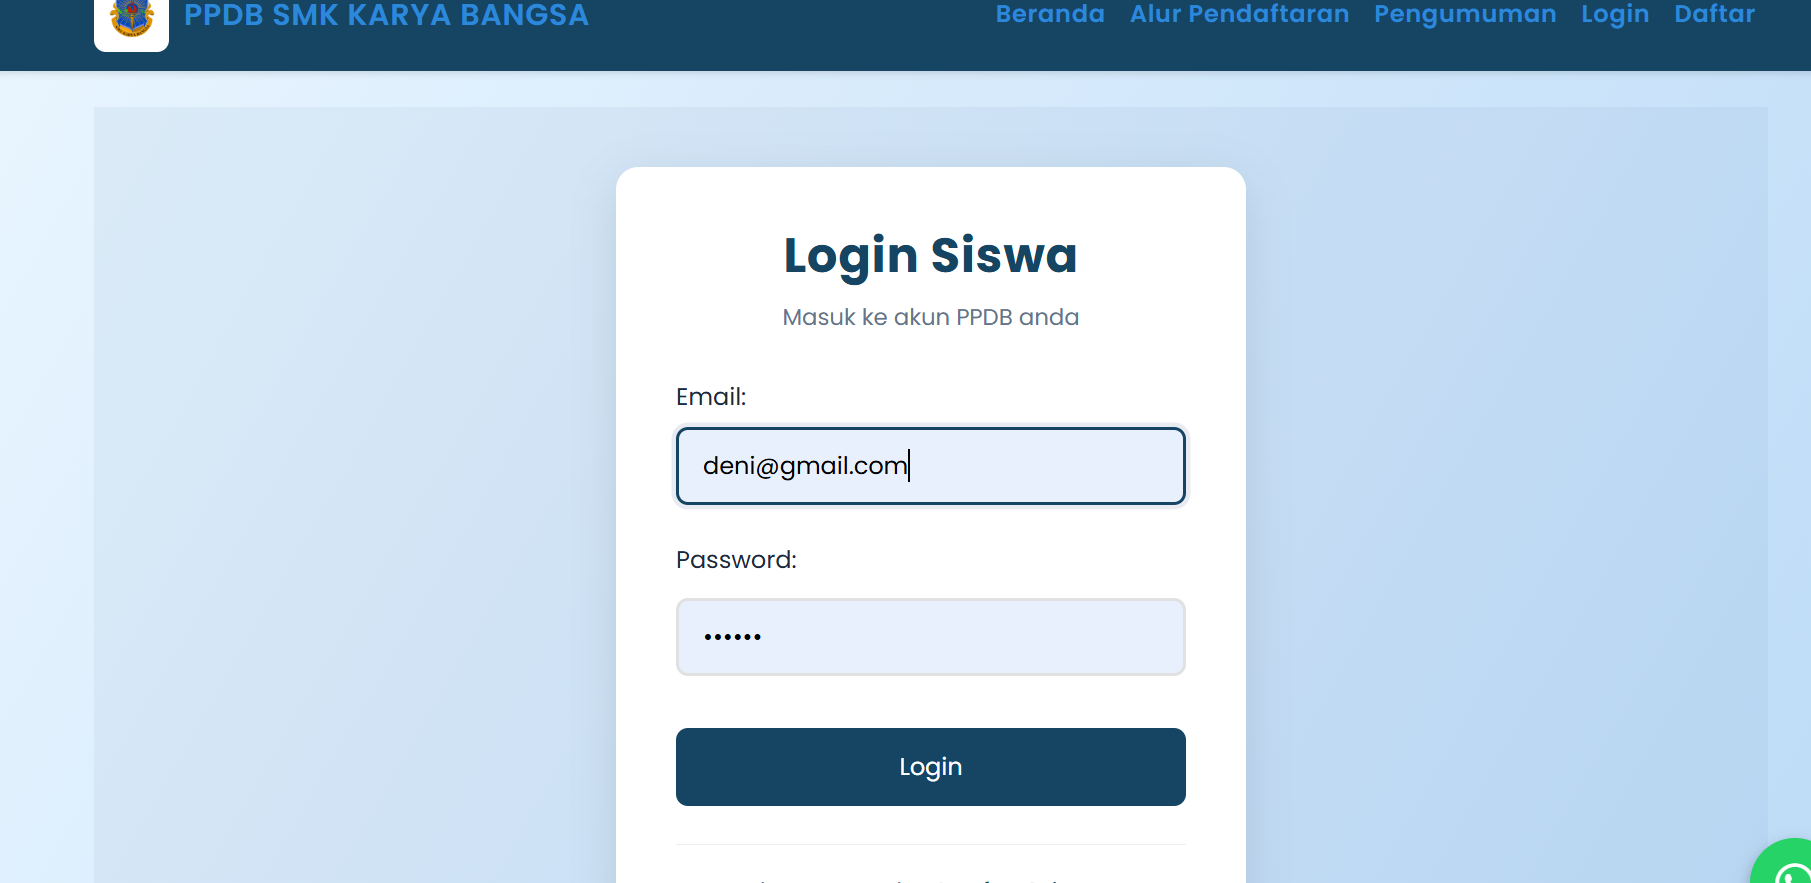 PPDB SMK KARYA BANGSA
Beranda Alur Pendaftaran Pengumuman Login Daftar
Login Siswa
Masuk ke akun PPDB anda
Email:
deni@gmail.com
Password:
••••••
Login